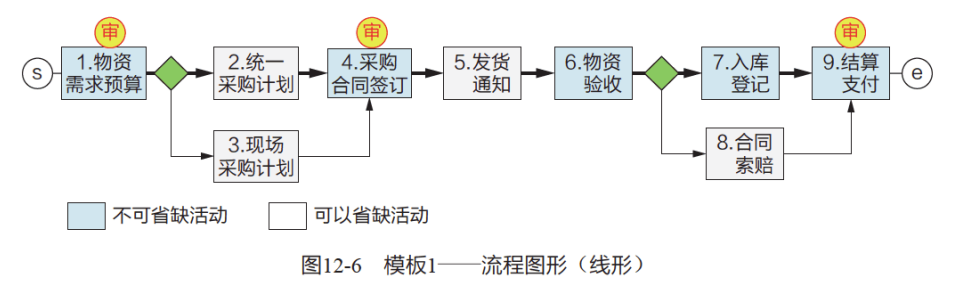 审 审 审
s
1.物资
需求预算
2.统一
采购计划
4.采购
合同签订
5.发货
通知
6.物资
验收
7.入库
登记
9.结算
支付
e
3.现场
采购计划
8.合同
索赔
不可省缺活动 可以省缺活动
图12-6 模板1——流程图形（线形）